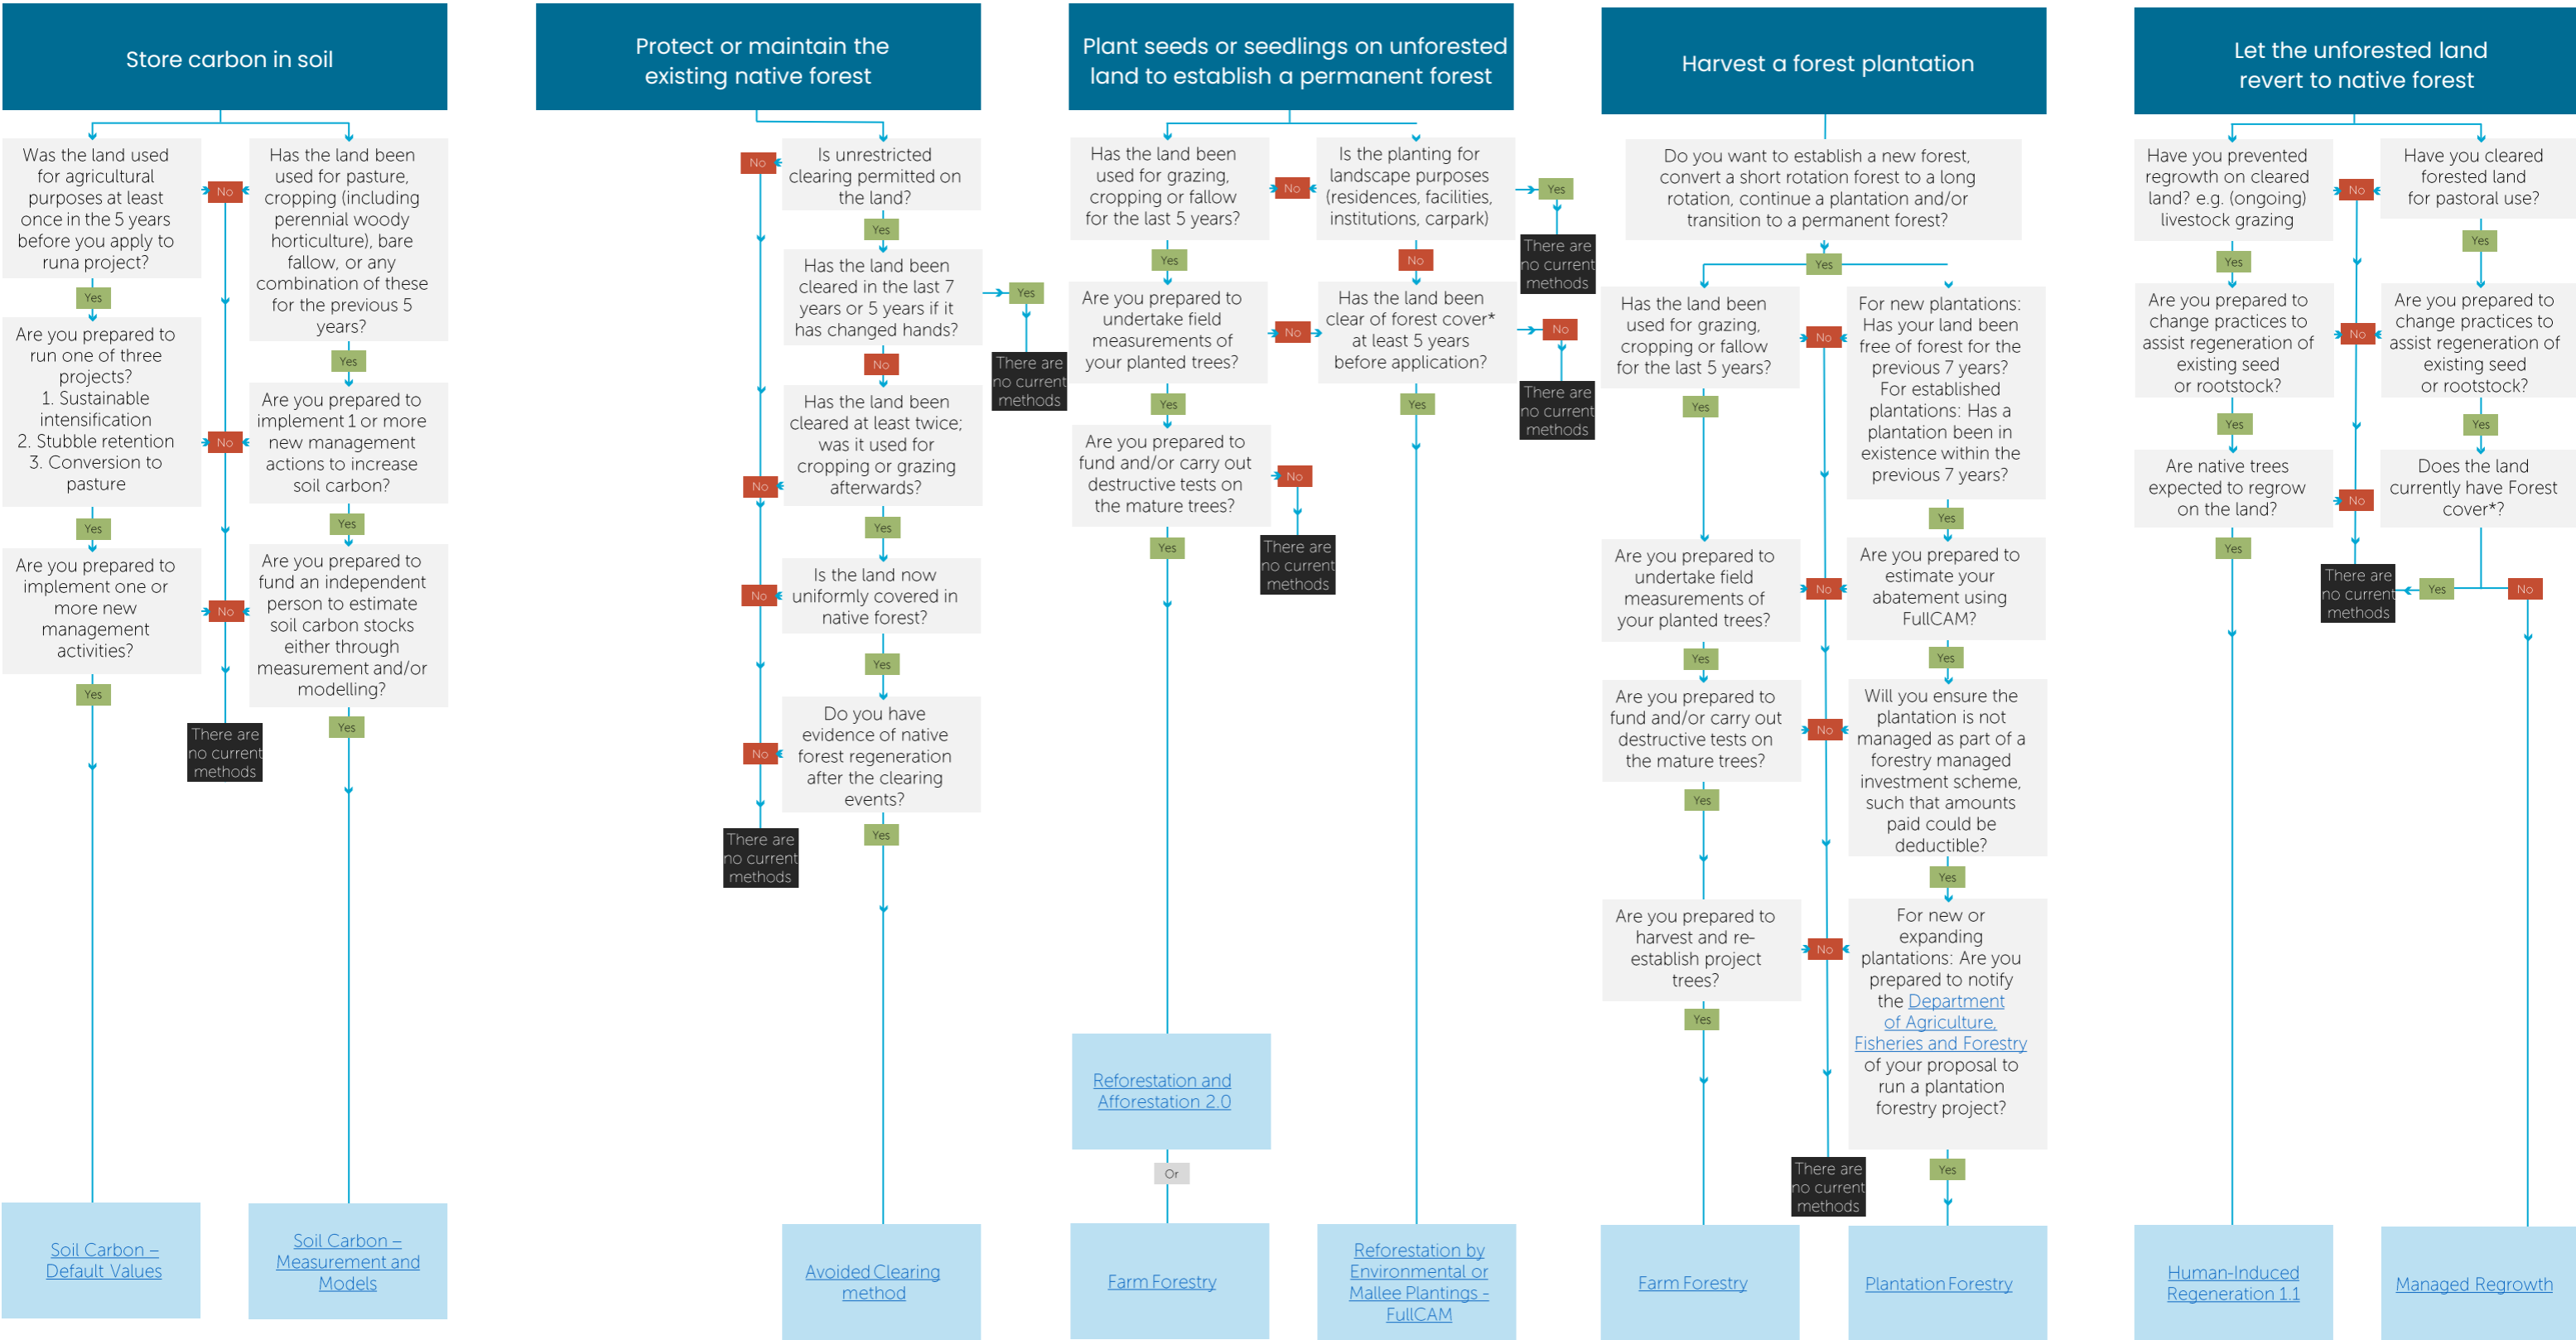 Store carbon in soil
Was the land used
for agricultural
purposes at least
once in the 5 years
before you apply to
runa project?
Yes
Are you prepared to
run one of three
projects?
1. Sustainable
intensification
2. Stubble retention
3. Conversion to
pasture
Yes
Are you prepared to
implement one or
more new
management
activities?
Yes
Soil Carbon –
Default Values
No
No
No
There are
no current
methods
Has the land been
used for pasture,
cropping (including
perennial woody
horticulture), bare
fallow, or any
combination of these
for the previous 5
years?
Yes
Are you prepared to
implement 1 or more
new management
actions to increase
soil carbon?
Yes
Are you prepared to
fund an independent
person to estimate
soil carbon stocks
either through
measurement and/or
modelling?
Yes
Soil Carbon –
Measurement and
Models
Protect or maintain the
existing native forest
No
No
No
No
There are
no current
methods
Is unrestricted
clearing permitted on
the land?
Yes
Has the land been
cleared in the last 7
years or 5 years if it
has changed hands?
Yes
There are
no current
methods
No
Has the land been
cleared at least twice;
was it used for
cropping or grazing
afterwards?
Yes
Is the land now
uniformly covered in
native forest?
Yes
Do you have
evidence of native
forest regeneration
after the clearing
events?
Yes
Avoided Clearing
method
Plant seeds or seedlings on unforested
land to establish a permanent forest
Has the land been
used for grazing,
cropping or fallow
for the last 5 years?
No
Yes
Are you prepared to
undertake field
measurements of
your planted trees?
No
Yes
Are you prepared to
fund and/or carry out
destructive tests on
the mature trees?
No
There are
no current
methods
Yes
Reforestation and
Afforestation 2.0
Or
Farm Forestry
Is the planting for
landscape purposes
(residences, facilities,
institutions, carpark)
Yes
There are
no current
methods
No
Has the land been
clear of forest cover*
at least 5 years
before application?
No
There are
no current
methods
Yes
Reforestation by
Environmental or
Mallee Plantings -
FullCAM
Harvest a forest plantation
Do you want to establish a new forest,
convert a short rotation forest to a long
rotation, continue a plantation and/or
transition to a permanent forest?
Yes
Has the land been
used for grazing,
cropping or fallow
for the last 5 years?
Yes
Are you prepared to
undertake field
measurements of
your planted trees?
Yes
Are you prepared to
fund and/or carry out
destructive tests on
the mature trees?
Yes
Are you prepared to
harvest and re-
establish project
trees?
Yes
Farm Forestry
No
No
No
No
There are
no current
methods
For new plantations:
Has your land been
free of forest for the
previous 7 years?
For established
plantations: Has a
plantation been in
existence within the
previous 7 years?
Yes
Are you prepared to
estimate your
abatement using
FullCAM?
Yes
Will you ensure the
plantation is not
managed as part of a
forestry managed
investment scheme,
such that amounts
paid could be
deductible?
Yes
For new or
expanding
plantations: Are you
prepared to notify
the Department
of Agriculture,
Fisheries and Forestry
of your proposal to
run a plantation
forestry project?
Yes
Plantation Forestry
Let the unforested land
revert to native forest
Have you prevented
regrowth on cleared
land? e.g. (ongoing)
livestock grazing
Yes
Are you prepared to
change practices to
assist regeneration of
existing seed
or rootstock?
Yes
Are native trees
expected to regrow
on the land?
Yes
Human-Induced
Regeneration 1.1
No
No
No
There are
no current
methods
Have you cleared
forested land
for pastoral use?
Yes
Are you prepared to
change practices to
assist regeneration of
existing seed
or rootstock?
Yes
Does the land
currently have Forest
cover*?
Yes
No
Managed Regrowth